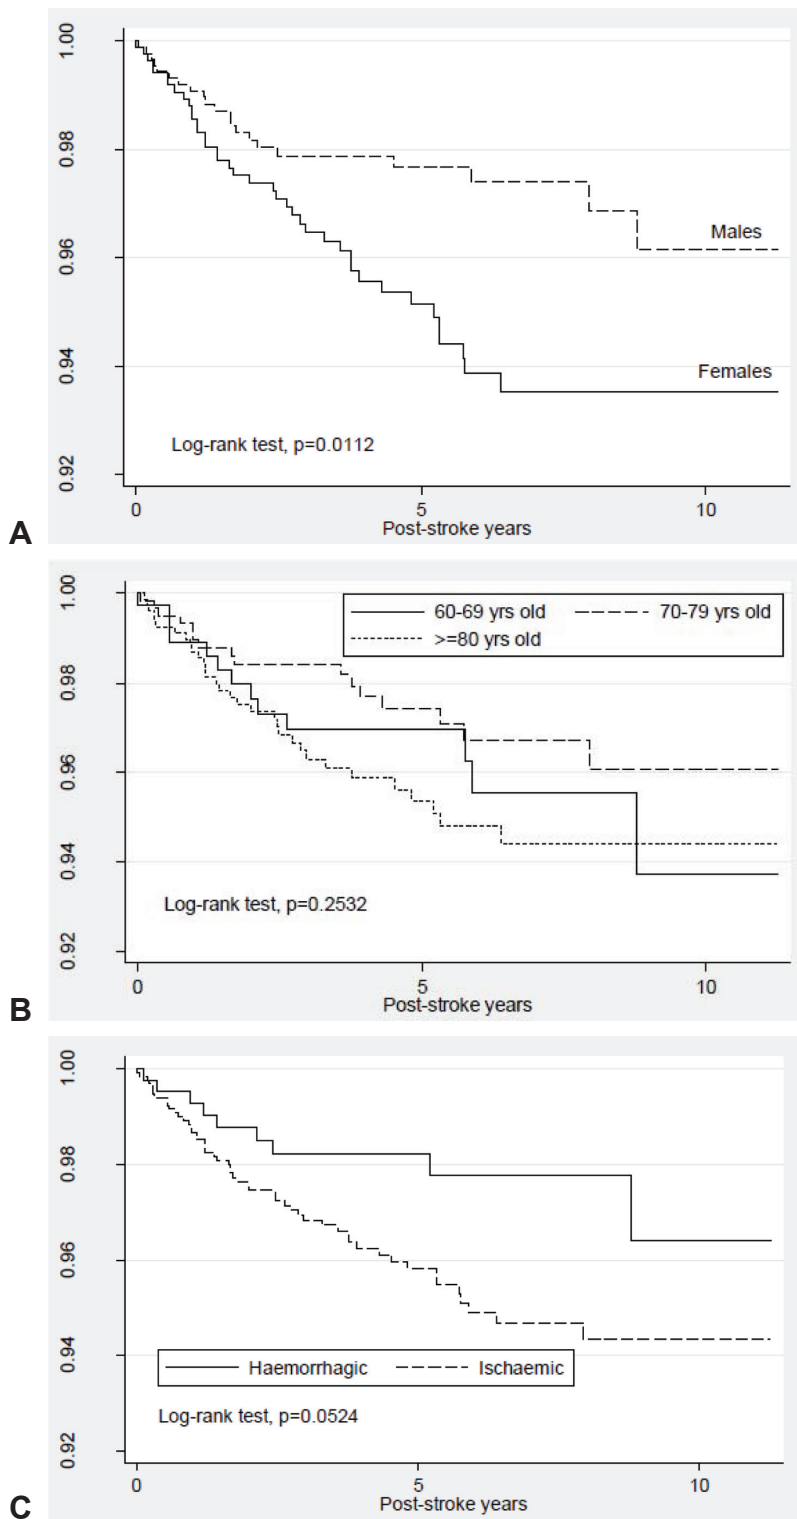 1.00
0.98
0.96
0.94
0.92
Males
Females
Log-rank test, p=0.0112
0 5 10
Post-stroke years
A
1.00
0.98
0.96
0.94
0.92
60-69 yrs old 70-79 yrs old
>=80 yrs old
Log-rank test, p=0.2532
0 5 10
Post-stroke years
B
1.00
0.98
0.96
0.94
0.92
Haemorrhagic Ischaemic
Log-rank test, p=0.0524
0 5 10
Post-stroke years
C